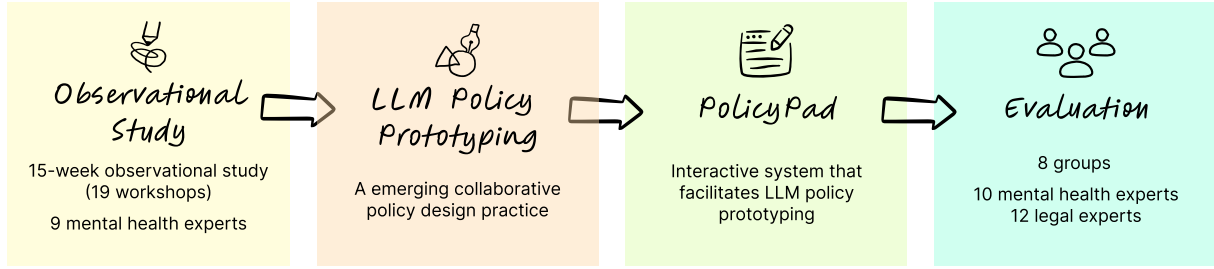 Observational
Study
15-week observational study
(19 workshops)
9 mental health experts
LLM Policy
Prototyping
A emerging collaborative
policy design practice
PolicyPad
Interactive system that
facilitates LLM policy
prototyping
Evaluation
8 groups
10 mental health experts
12 legal experts